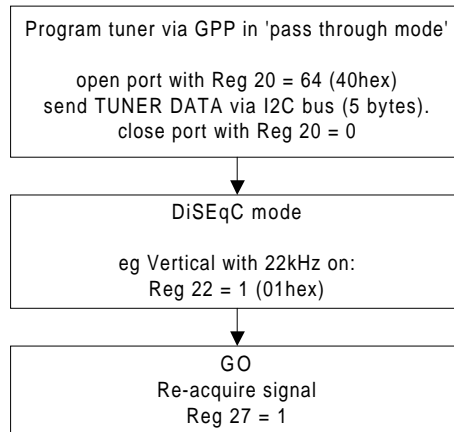 Program tuner via GPP in 'pass through mode'
open port with Reg 20 = 64 (40hex)
send TUNER DATA via I2C bus (5 bytes).
close port with Reg 20 = 0
DiSEqC mode
eg Vertical with 22kHz on:
Reg 22 = 1 (01hex)
GO
Re-acquire signal
Reg 27 = 1